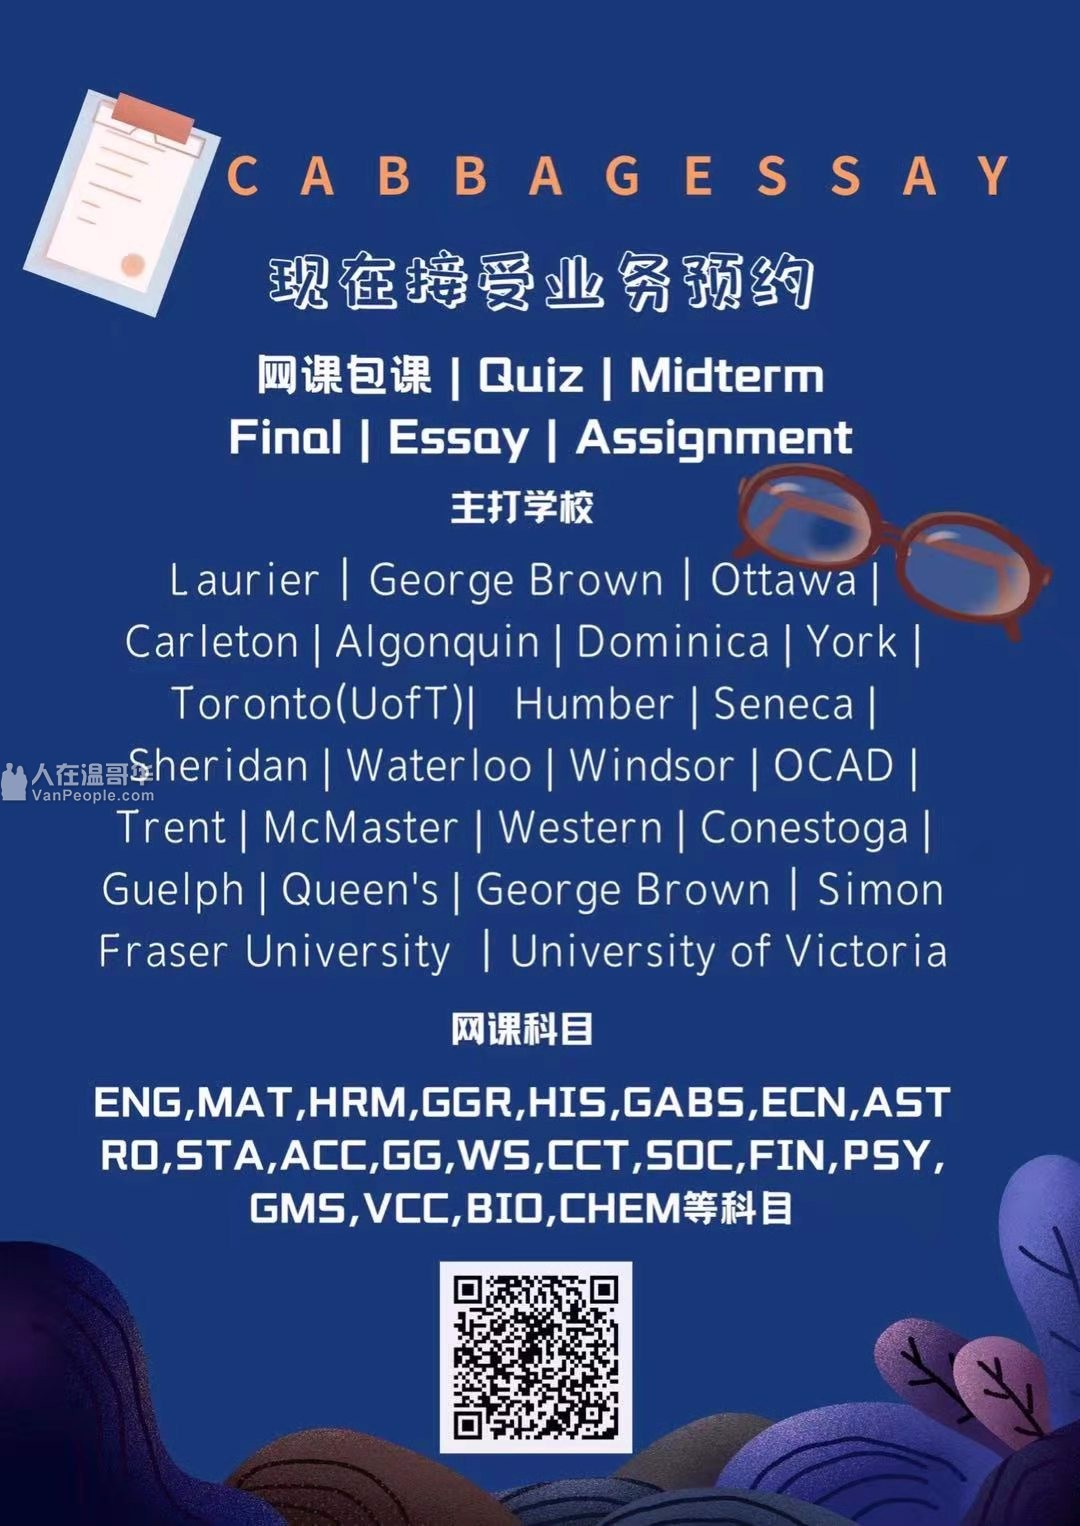 CABBAGESSAY
现在接受业务预约
网课包课 | Quiz | Midterm
Final | Essay | Assignment
主打学校
Laurier | George Brown | Ottawa |
Carleton | Algonquin | Dominica | York |
Toronto(UofT)| Humber | Seneca |
Sheridan | Waterloo | Windsor | OCAD |
人在温哥华
VanPeople.com
Trent | McMaster | Western | Conestoga |
Guelph | Queen's | George Brown | Simon
Fraser University | University of Victoria
网课科目
ENG,MAT,HRM,GGR,HIS,GABS,ECN,AST
RO,STA,ACC,GG,WS,CCT,SOC,FIN,PSY,
GMS,VCC,BIO,CHEM等科目